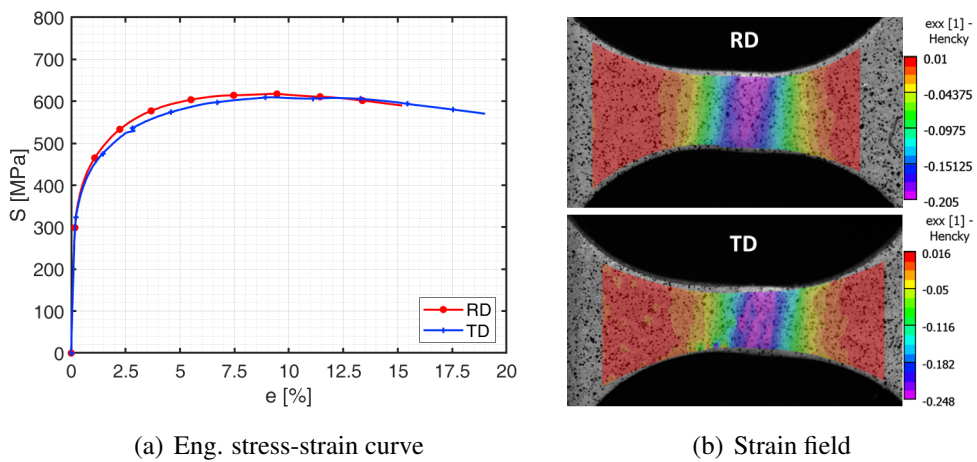 800
700
600
500
400
300
200
100
0
S [MPa]
0 2.5 5 7.5 10 12.5 15 17.5 20
e [%]
RD
TD
(a) Eng. stress-strain curve
RD
exx [1] -
Hencky
0.01
-0.04375
-0.0975
-0.15125
-0.205
TD
exx [1] -
Hencky
0.016
-0.05
-0.116
-0.182
-0.248
(b) Strain field